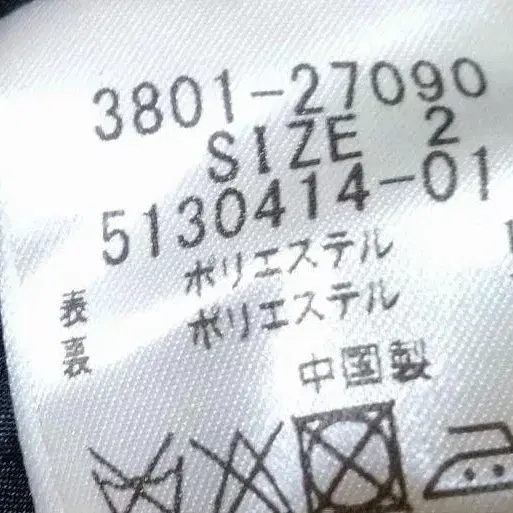 3801-27090
SIZE 2
5130414-01
表 ポリエステル
裏 ポリエステル
中国製